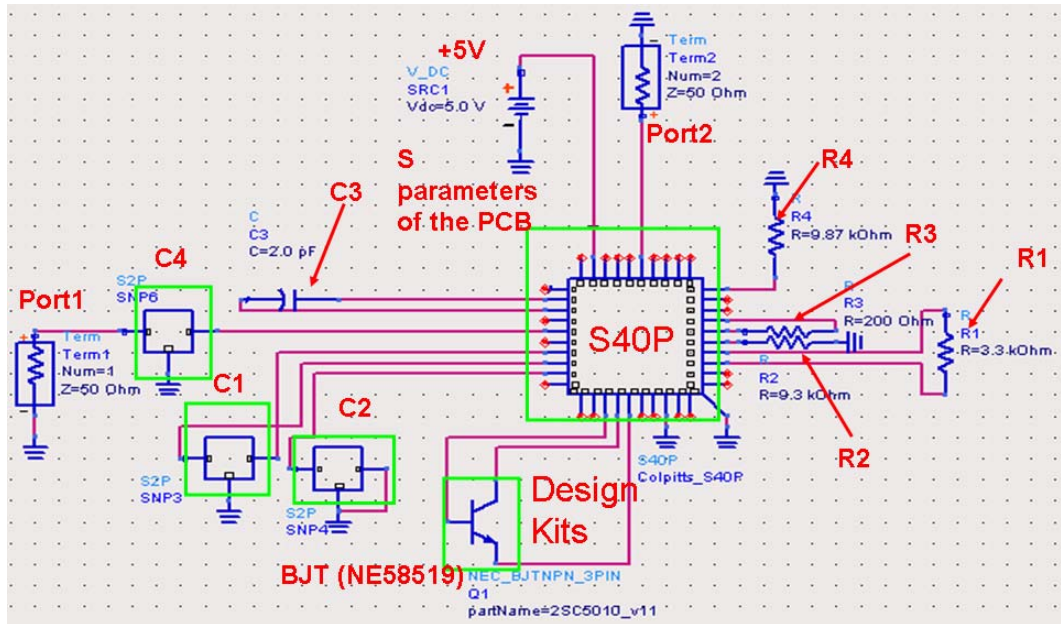 +5V
V_DC
SRC1
Vdc=5.0 V
+
–
–
Term
Term2
Num=2
Z=50 Ohm
+
Port2
S
parameters
of the PCB
R4
R
R4
R=9.87 kOhm
C3
C
C3
C=2.0 pF
R3
R1
C4
S2P
SNP6
Port1
+
Term
Term1
Num=1
Z=50 Ohm
–
S40P
R
R3
R=200 Ohm
R
R1
R=3.3 kOhm
R
R2
R=9.3 kOhm
C1
C2
R2
S2P
SNP3
S2P
SNP4
S40P
Colpitts_S40P
Design
Kits
BJT (NE58519)
NEC_BJTNPN_3PIN
Q1
partName=2SC5010_v11